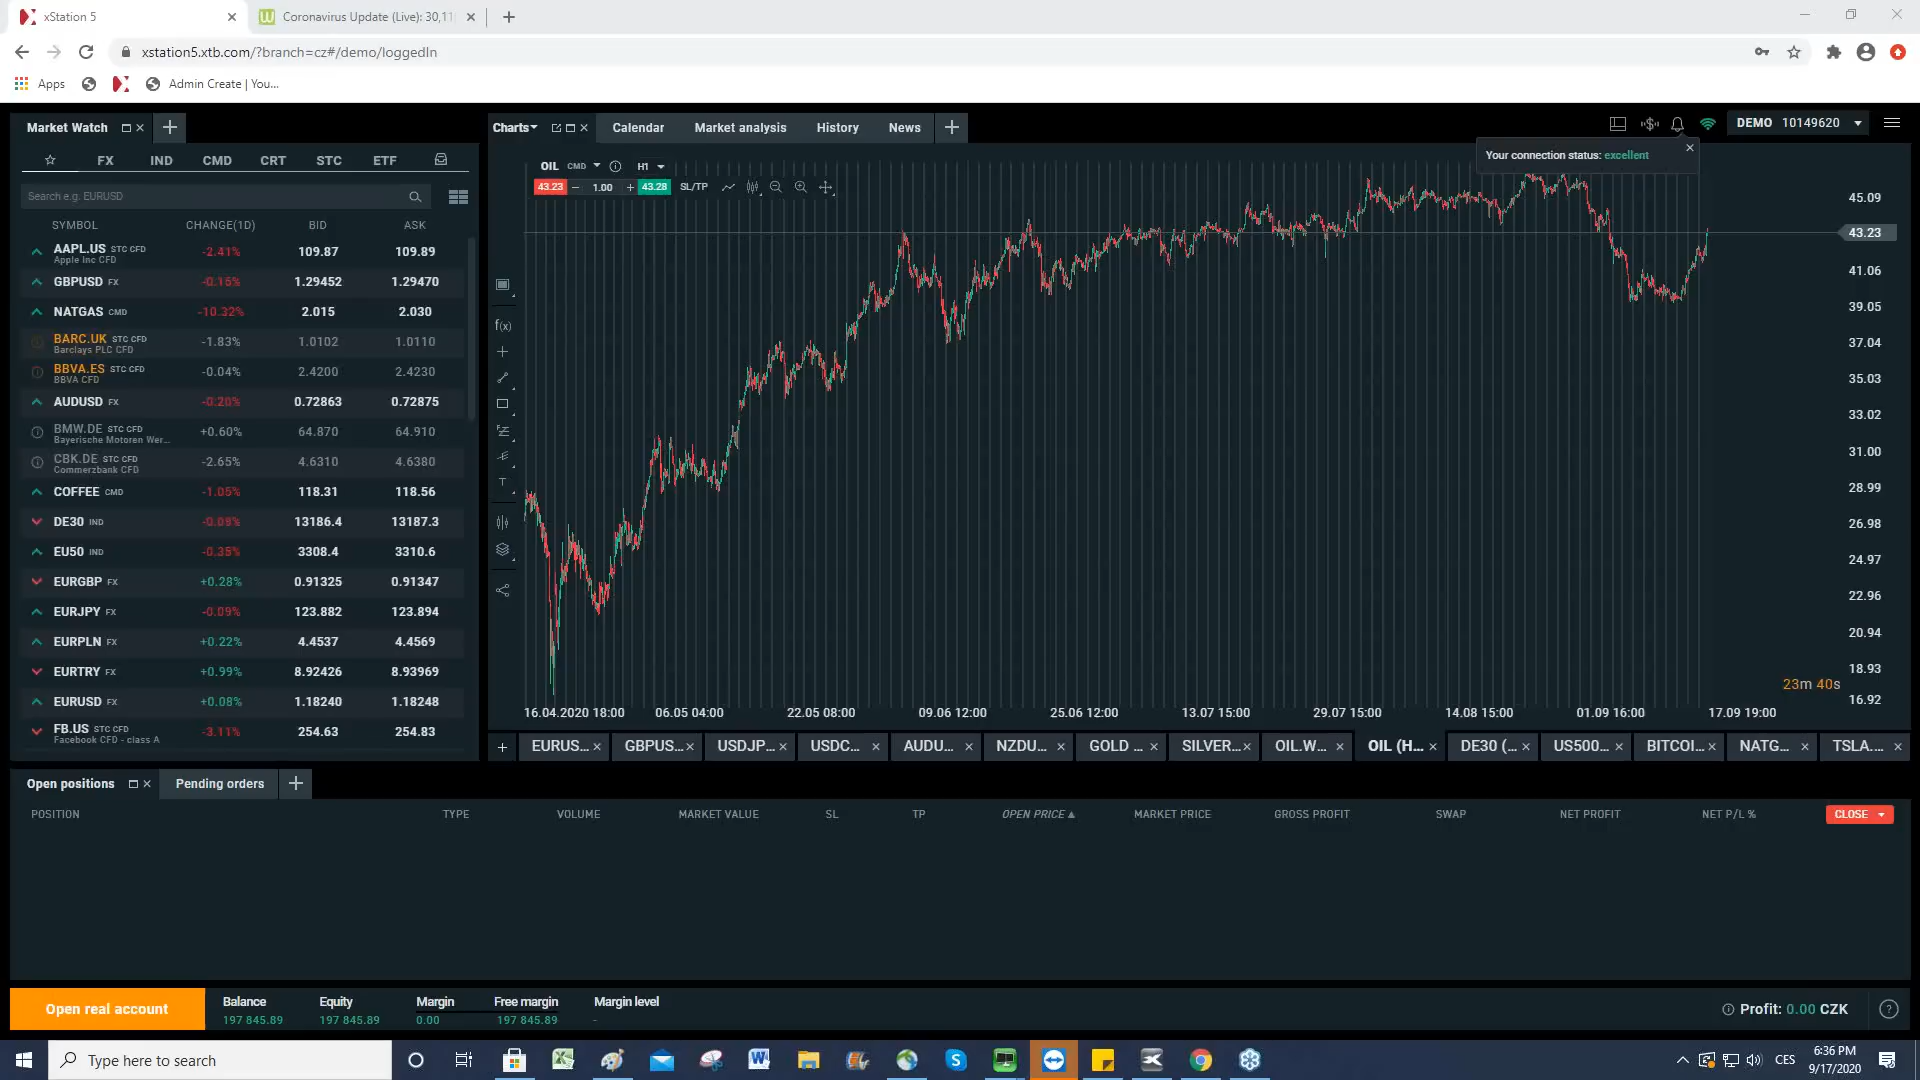 xStation 5
Coronavirus Update (Live): 30,11
xstation5.xtb.com/?branch=cz#/demo/loggedIn
Apps
Admin Create | You...
Market Watch
Charts
Calendar
Market analysis
History
News
DEMO 10149620
Your connection status: excellent
FX IND CMD CRT STC ETF
Search e.g. EURUSD
SYMBOL CHANGE(1D) BID ASK
AAPL.US STC CFD -2.41% 109.87 109.89
Apple Inc CFD
GBPUSD FX -0.15% 1.29452 1.29470
NATGAS CMD -10.32% 2.015 2.030
BARC.UK STC CFD -1.83% 1.0102 1.0110
Barclays PLC CFD
BBVA.ES STC CFD -0.04% 2.4200 2.4230
BBVA CFD
AUDUSD FX -0.20% 0.72863 0.72875
BMW.DE STC CFD +0.60% 64.870 64.910
Bayerische Motoren Wer...
CBK.DE STC CFD -2.65% 4.6310 4.6380
Commerzbank CFD
COFFEE CMD -1.05% 118.31 118.56
DE30 IND -0.09% 13186.4 13187.3
EU50 IND -0.35% 3308.4 3310.6
EURGBP FX +0.28% 0.91325 0.91347
EURJPY FX -0.09% 123.882 123.894
EURPLN FX +0.22% 4.4537 4.4569
EURTRY FX +0.99% 8.92426 8.93969
EURUSD FX +0.08% 1.18240 1.18248
FB.US STC CFD -3.11% 254.63 254.83
Facebook CFD - class A
OIL CMD H1
43.23 1.00 43.28 SL/TP
f(x)
T
45.09
43.23
41.06
39.05
37.04
35.03
33.02
31.00
28.99
26.98
24.97
22.96
20.94
18.93
23m 40s
16.92
16.04.2020 18:00 06.05 04:00 22.05 08:00 09.06 12:00 25.06 12:00 13.07 15:00 29.07 15:00 14.08 15:00 01.09 16:00 17.09 19:00
EURUS... GBPUS... USDJP... USDC... AUDU... NZDU... GOLD ... SILVER... OIL.W... OIL (H... DE30 (... US500... BITCOI... NATG... TSLA....
Open positions
Pending orders
POSITION TYPE VOLUME MARKET VALUE SL TP OPEN PRICE MARKET PRICE GROSS PROFIT SWAP NET PROFIT NET P/L % CLOSE
Open real account
Balance Equity Margin Free margin Margin level
197 845.89 197 845.89 0.00 197 845.89 -
Profit: 0.00 CZK
Type here to search
CES
6:36 PM
9/17/2020